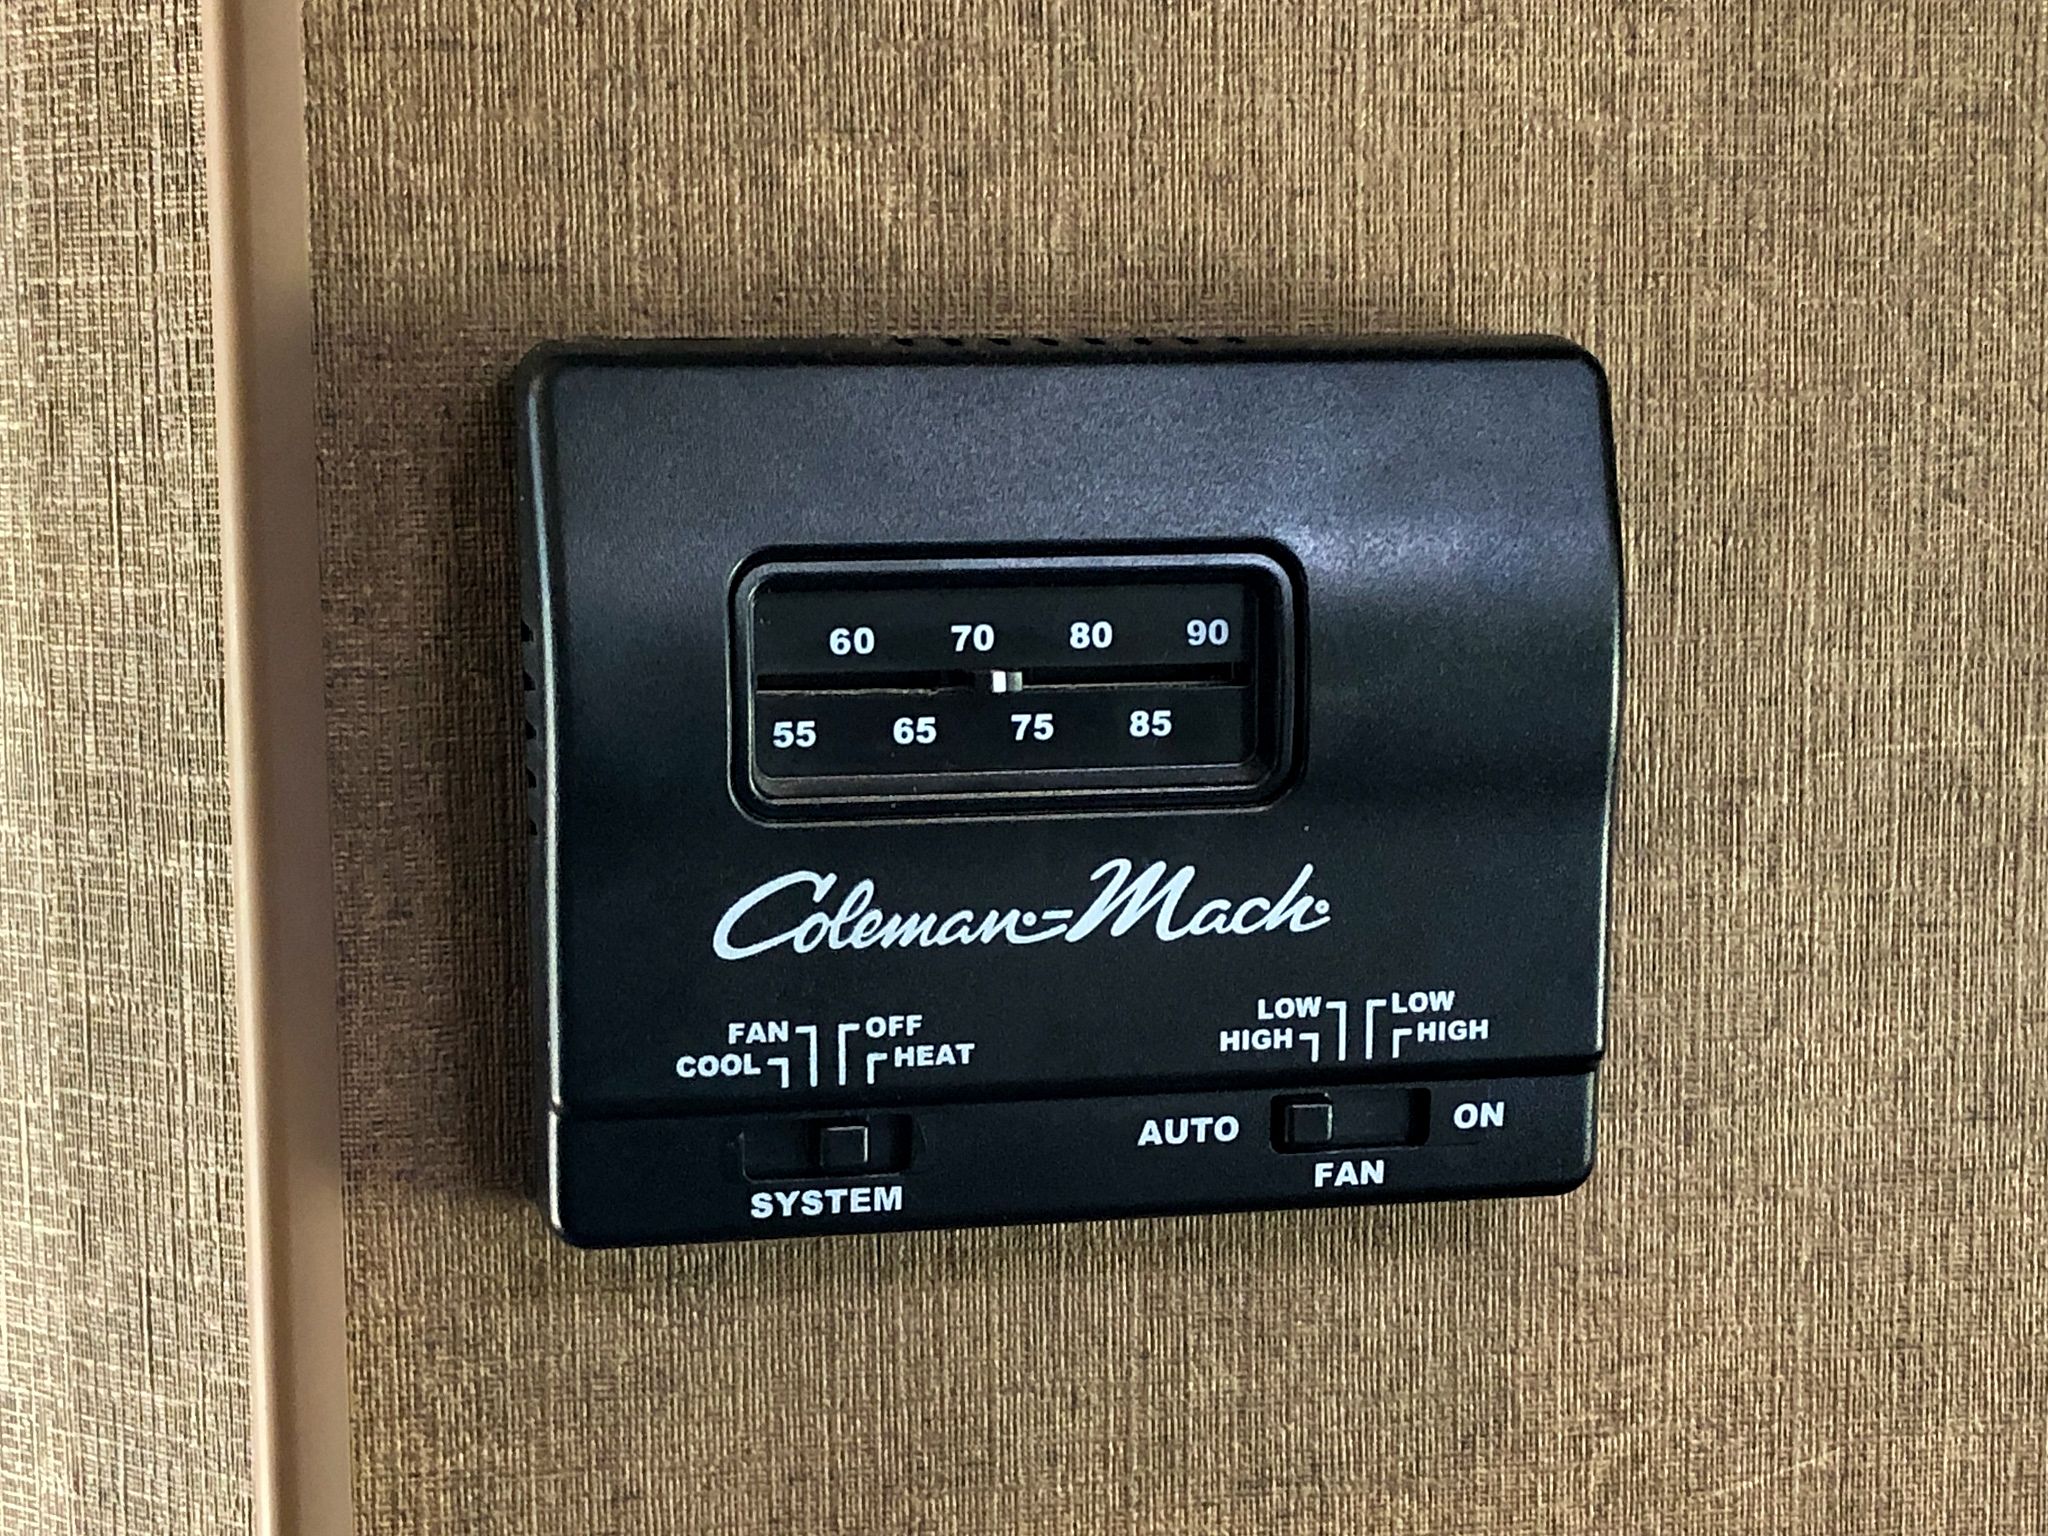 60 70 80 90
55 65 75 85
Coleman-Mach
FAN OFF
COOL HEAT
LOW LOW
HIGH HIGH
AUTO ON
SYSTEM FAN